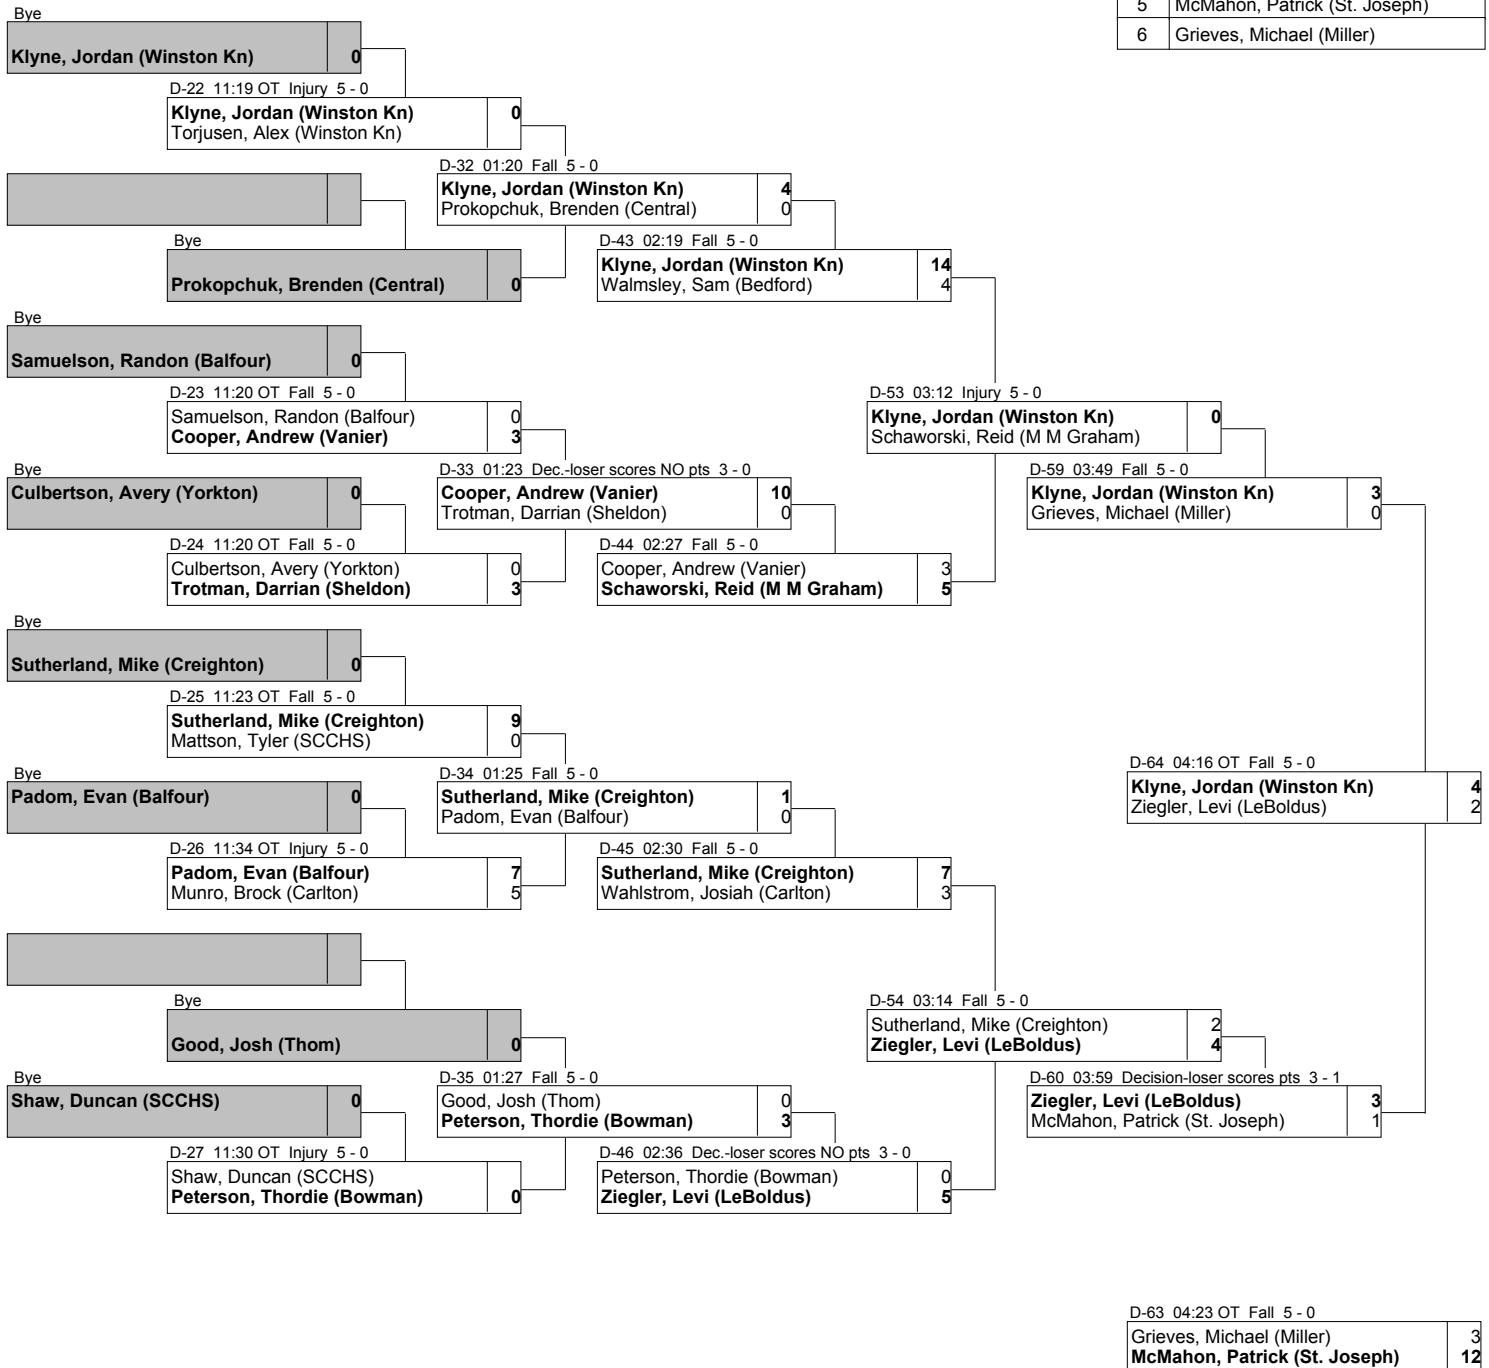 5 McMahon, Patrick (St. Joseph)
6 Grieves, Michael (Miller)
Bye
Klyne, Jordan (Winston Kn) 0
D-22 11:19 OT Injury 5 - 0
Klyne, Jordan (Winston Kn) 0
Torjusen, Alex (Winston Kn)
D-32 01:20 Fall 5 - 0
Klyne, Jordan (Winston Kn) 4
Prokopchuk, Brenden (Central) 0
Bye
Prokopchuk, Brenden (Central) 0
D-43 02:19 Fall 5 - 0
Klyne, Jordan (Winston Kn) 14
Walmsley, Sam (Bedford) 4
Bye
Samuelson, Randon (Balfour) 0
D-23 11:20 OT Fall 5 - 0
Samuelson, Randon (Balfour) 0
Cooper, Andrew (Vanier) 3
D-53 03:12 Injury 5 - 0
Klyne, Jordan (Winston Kn) 0
Schaworski, Reid (M M Graham)
Bye
Culbertson, Avery (Yorkton) 0
D-33 01:23 Dec.-loser scores NO pts 3 - 0
Cooper, Andrew (Vanier) 10
Trotman, Darrian (Sheldon) 0
D-59 03:49 Fall 5 - 0
Klyne, Jordan (Winston Kn) 3
Grieves, Michael (Miller) 0
D-24 11:20 OT Fall 5 - 0
Culbertson, Avery (Yorkton) 0
Trotman, Darrian (Sheldon) 3
D-44 02:27 Fall 5 - 0
Cooper, Andrew (Vanier) 3
Schaworski, Reid (M M Graham) 5
Bye
Sutherland, Mike (Creighton) 0
D-25 11:23 OT Fall 5 - 0
Sutherland, Mike (Creighton) 9
Mattson, Tyler (SCCHS) 0
D-64 04:16 OT Fall 5 - 0
Klyne, Jordan (Winston Kn) 4
Ziegler, Levi (LeBoldus) 2
Bye
Padom, Evan (Balfour) 0
D-34 01:25 Fall 5 - 0
Sutherland, Mike (Creighton) 1
Padom, Evan (Balfour) 0
D-26 11:34 OT Injury 5 - 0
Padom, Evan (Balfour) 7
Munro, Brock (Carlton) 5
D-45 02:30 Fall 5 - 0
Sutherland, Mike (Creighton) 7
Wahlstrom, Josiah (Carlton) 3
Bye
Good, Josh (Thom) 0
D-54 03:14 Fall 5 - 0
Sutherland, Mike (Creighton) 2
Ziegler, Levi (LeBoldus) 4
Bye
Shaw, Duncan (SCCHS) 0
D-35 01:27 Fall 5 - 0
Good, Josh (Thom) 0
Peterson, Thordie (Bowman) 3
D-60 03:59 Decision-loser scores pts 3 - 1
Ziegler, Levi (LeBoldus) 3
McMahon, Patrick (St. Joseph) 1
D-27 11:30 OT Injury 5 - 0
Shaw, Duncan (SCCHS)
Peterson, Thordie (Bowman) 0
D-46 02:36 Dec.-loser scores NO pts 3 - 0
Peterson, Thordie (Bowman) 0
Ziegler, Levi (LeBoldus) 5
D-63 04:23 OT Fall 5 - 0
Grieves, Michael (Miller) 3
McMahon, Patrick (St. Joseph) 12